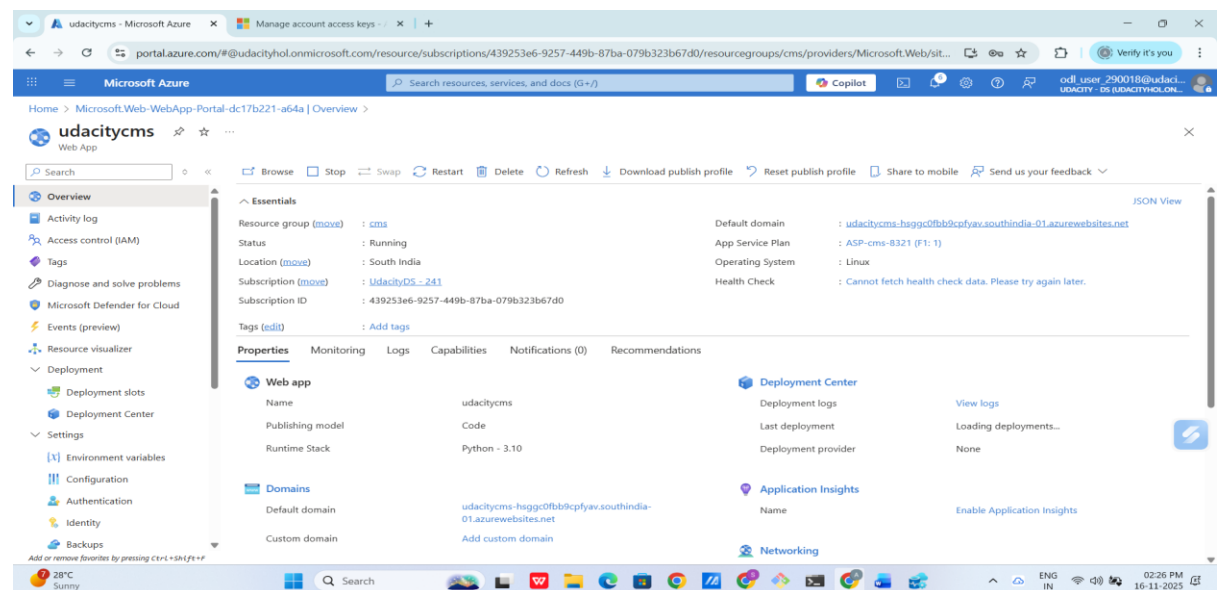 udacitycms - Microsoft Azure
Manage account access keys - A
portal.azure.com/#@udacityhol.onmicrosoft.com/resource/subscriptions/439253e6-9257-449b-87ba-079b323b67d0/resourcegroups/cms/providers/Microsoft.Web/sit...
Verify it's you
Microsoft Azure
Search resources, services, and docs (G+/)
Copilot
odl_user_290018@udaci...
UDACITY - DS (UDACITYHOL.ON...
Home > Microsoft.Web-WebApp-Portal-dc17b221-a64a | Overview >
udacitycms
Web App
Search
Browse Stop Swap Restart Delete Refresh Download publish profile Reset publish profile Share to mobile Send us your feedback
Overview
Activity log
Access control (IAM)
Tags
Diagnose and solve problems
Microsoft Defender for Cloud
Events (preview)
Resource visualizer
Deployment
Deployment slots
Deployment Center
Settings
Environment variables
Configuration
Authentication
Identity
Backups
Add or remove favorites by pressing Ctrl+Shift+F
Essentials
JSON View
Resource group (move) : cms
Status : Running
Location (move) : South India
Subscription (move) : UdacityDS - 241
Subscription ID : 439253e6-9257-449b-87ba-079b323b67d0
Default domain : udacitycms-hsggc0fbb9cpfyav.southindia-01.azurewebsites.net
App Service Plan : ASP-cms-8321 (F1: 1)
Operating System : Linux
Health Check : Cannot fetch health check data. Please try again later.
Tags (edit) : Add tags
Properties Monitoring Logs Capabilities Notifications (0) Recommendations
Web app
Name udacitycms
Publishing model Code
Runtime Stack Python - 3.10
Domains
Default domain udacitycms-hsggc0fbb9cpfyav.southindia-
01.azurewebsites.net
Custom domain Add custom domain
Deployment Center
Deployment logs View logs
Last deployment Loading deployments...
Deployment provider None
Application Insights
Name Enable Application Insights
Networking
7
28°C
Sunny
Search
ENG
IN
02:26 PM
16-11-2025